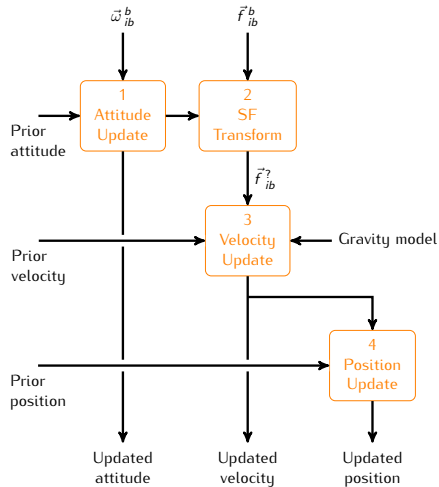 ω⃗ᵇᵢᵦ f⃗ᵇᵢᵦ
1
Attitude
Update
2
SF
Transform
Prior
attitude
f⃗ ?ib
3
Velocity
Update
Gravity model
Prior
velocity
4
Position
Update
Prior
position
Updated
attitude
Updated
velocity
Updated
position